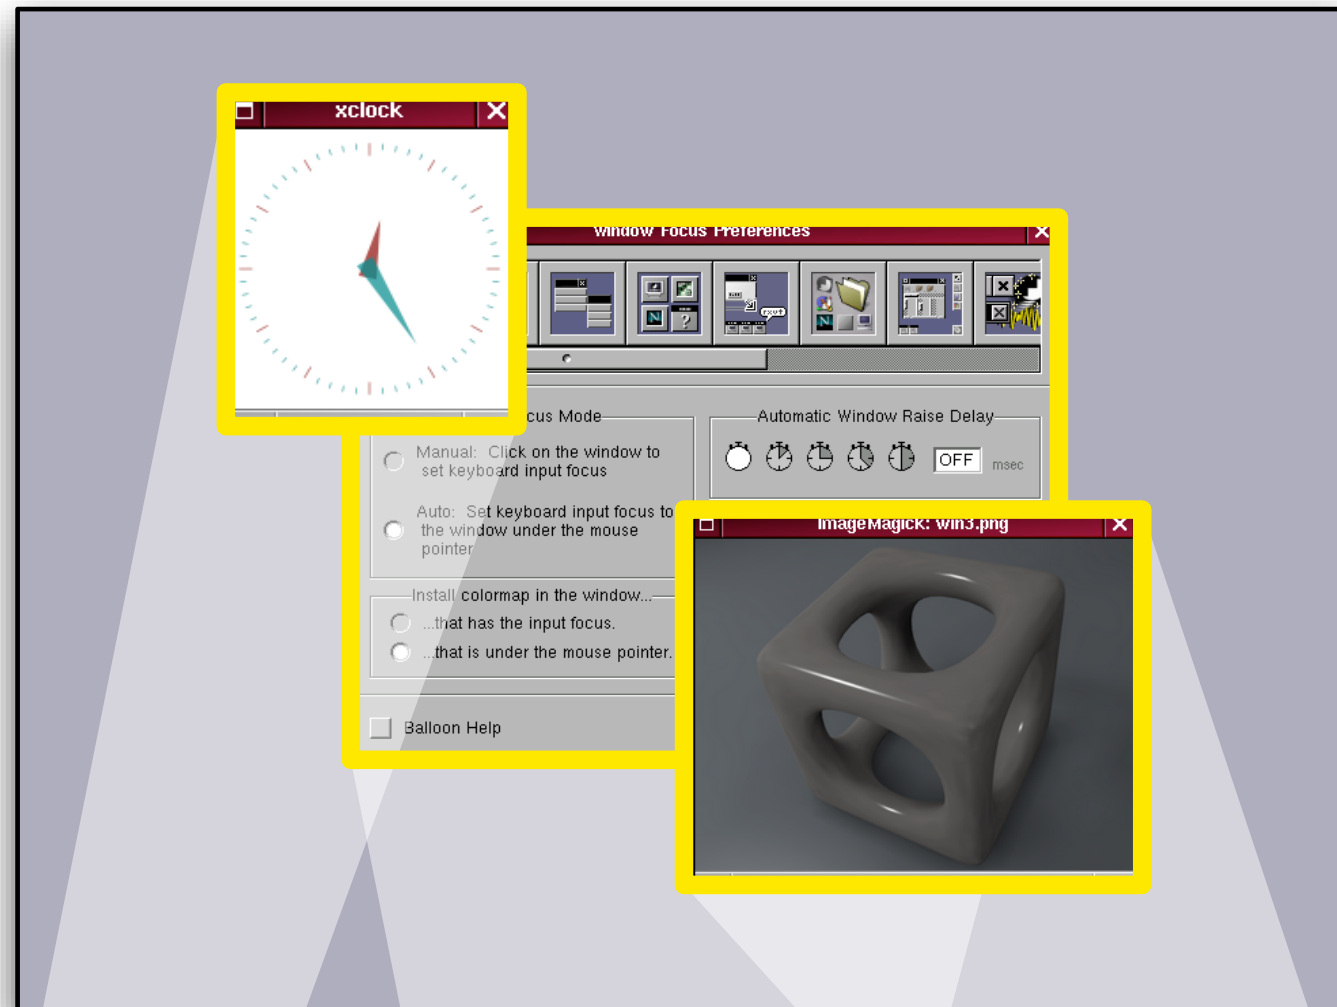 xclock
Window Focus Preferences
rxvt
N
?
N
cus Mode
Manual: Click on the window to
set keyboard input focus
Auto: Set keyboard input focus to
the window under the mouse
pointer
Automatic Window Raise Delay
OFF msec
Install colormap in the window...
...that has the input focus.
...that is under the mouse pointer.
Balloon Help
ImageMagick: win3.png